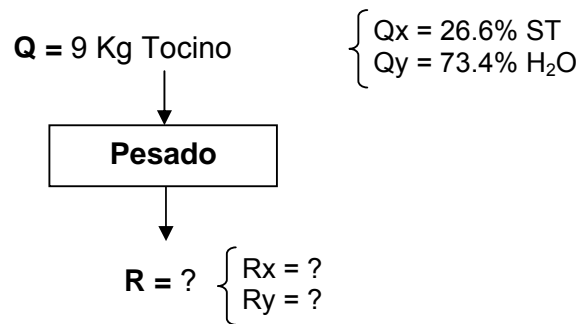 Q = 9 Kg Tocino
Qx = 26.6% ST
Qy = 73.4% H₂O
Pesado
R = ?
Rx = ?
Ry = ?